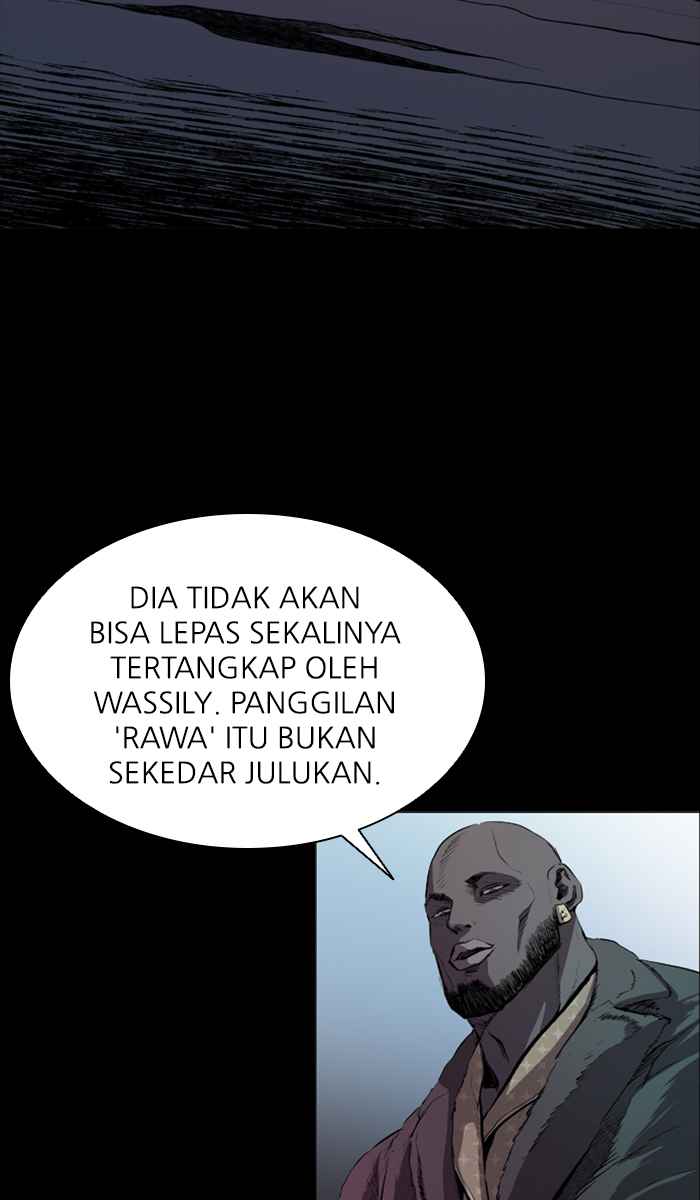 DIA TIDAK AKAN
BISA LEPAS SEKALINYA
TERTANGKAP OLEH
WASSILY. PANGGILAN
'RAWA' ITU BUKAN
SEKEDAR JULUKAN.